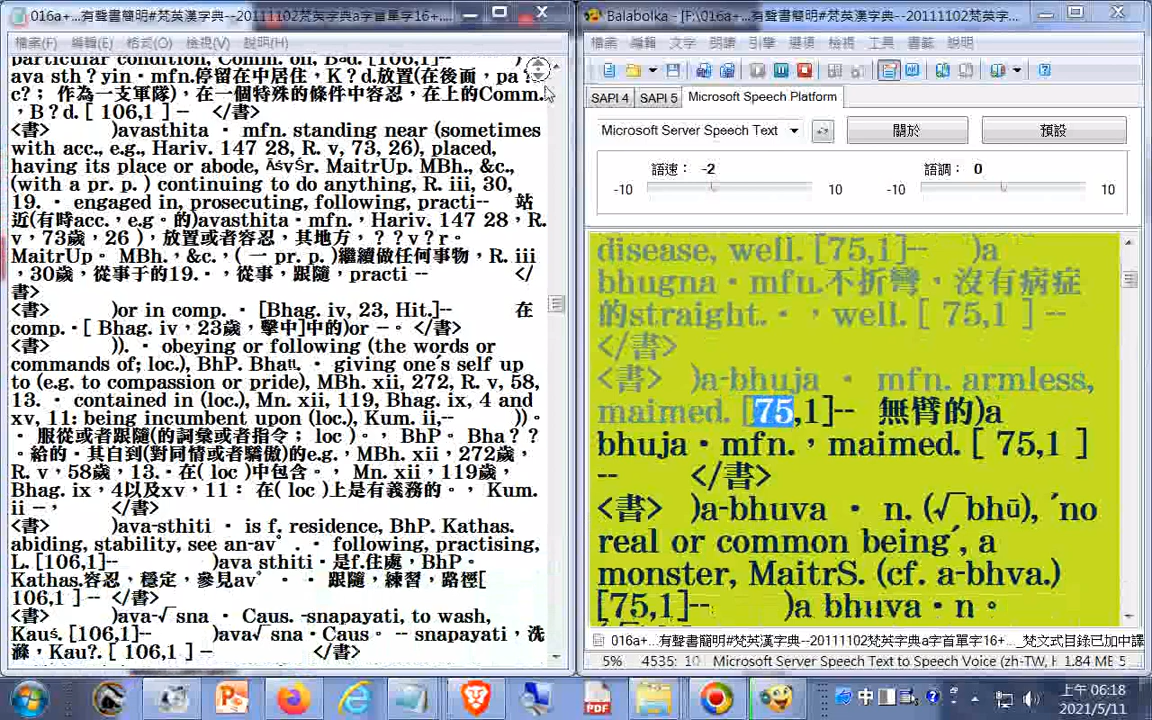 016a+...有聲書簡明#梵英漢字典--20111102梵英字典a字首單字16+...
檔案(F) 編輯(E) 格式(O) 檢視(V) 說明(H)
particular condition, Comm. on, Bād. [106,1]
ava sth？yin‧mfn.停留在中居住，K？d.放置(在後面，pa？
c?； 作為一支軍隊)，在一個特殊的條件中容忍，在上的Comm.
，B？d. [ 106,1 ] – </書>
<書> )avasthita ‧ mfn. standing near (sometimes
with acc., e.g., Hariv. 147 28, R. v, 73, 26), placed,
having its place or abode, ĀśvŚr. MaitrUp. MBh., &c.,
(with a pr. p. ) continuing to do anything, R. iii, 30,
19. ‧ engaged in, prosecuting, following, practi-- 站
近(有時acc.，e.g。的)avasthita‧mfn.，Hariv. 147 28，R.
v，73歲，26 )，放置或者容忍，其地方，？？v？r。
MaitrUp。 MBh.，&c.，( 一 pr. p.)繼續做任何事物，R. iii
，30歲，從事于的19.‧，從事，跟隨，practi -- </
書>
<書> )or in comp. ‧ [Bhag. iv, 23, Hit.]-- 在
comp.‧[ Bhag. iv，23歲，擊中]中的)or –。</書>
<書> )). ‧ obeying or following (the words or
commands of; loc.), BhP. Bhaṭṭ. ‧ giving one's self up
to (e.g. to compassion or pride), MBh. xii, 272, R. v, 58,
13. ‧ contained in (loc.), Mn. xii, 119, Bhag. ix, 4 and
xv, 11: being incumbent upon (loc.), Kum. ii,-- ))。
‧服從或者跟隨(的詞彙或者指令； loc )。，BhP。Bha？？
。給的‧其自到(對同情或者驕傲)的e.g.，MBh. xii，272歲，
R. v，58歲，13.‧在( loc )中包含。，Mn. xii，119歲，
Bhag. ix，4以及xv，11： 在( loc )上是有義務的。，Kum.
ii –， </書>
<書> )ava-sthiti ‧ is f. residence, BhP. Kathas.
abiding, stability, see an-av°. ‧ following, practising,
L. [106,1]-- )ava sthiti‧是f.住處，BhP。
Kathas.容忍，穩定，參見av°‧‧跟隨，練習，路徑[
106,1 ] -- </書>
<書> )ava-√sna ‧ Caus. -snapayati, to wash,
Kauś. [106,1]-- )ava√sna‧Caus。-- snapayati，洗
滌，Kau?. [ 106,1 ] – </書>
Balabolka - [F:\016a+...有聲書簡明#梵英漢字典--20111102梵英字...
檔案 編輯 文字 朗讀 引擎 選項 檢視 工具 書籤 說明
SAPI 4 SAPI 5 Microsoft Speech Platform
Microsoft Server Speech Text 關於 預設
語速： -2 語調： 0
-10 10 -10 10
disease, well. [75,1]-- )a
bhugna‧mfu.不折彎，沒有病症
的straight.‧，well. [ 75,1 ] --
</書>
<書> )a-bhuja ‧ mfn. armless,
maimed. [75,1]-- 無臂的)a
bhuja‧mfn.，maimed. [ 75,1 ]
-- </書>
<書> )a-bhuva ‧ n. (√bhū), 'no
real or common being', a
monster, MaitrS. (cf. a-bhva.)
[75,1]-- )a bhuva‧n。
016a+...有聲書簡明#梵英漢字典--20111102梵英字典a字首單字16+..._梵文式目錄已加中譯
5% 4535: 10 Microsoft Server Speech Text to Speech Voice (zh-TW, H 1.84 MB 5
中
上午 06:18
2021/5/11